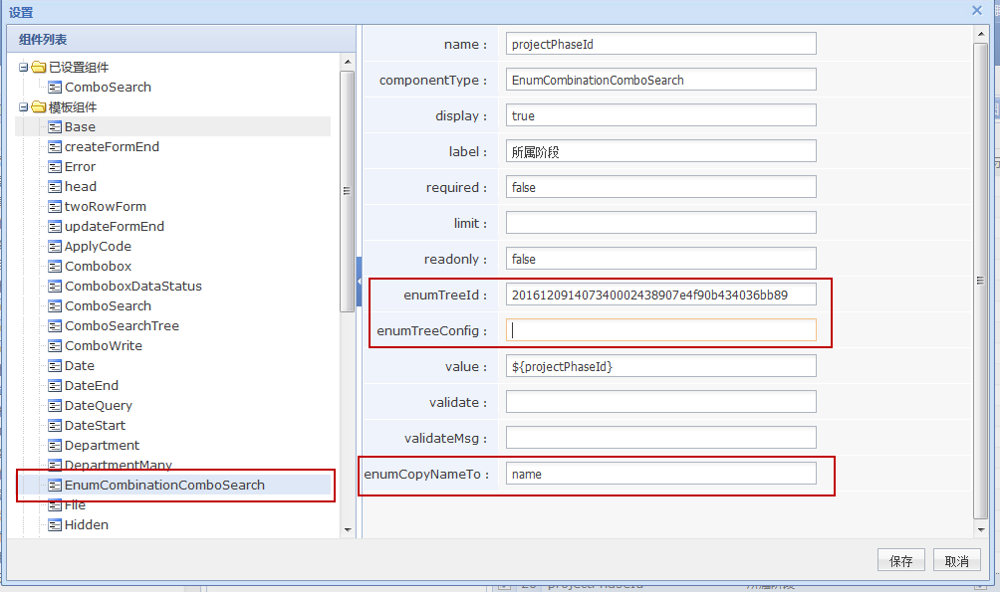 设置
组件列表
已设置组件
ComboSearch
模板组件
Base
createFormEnd
Error
head
twoRowForm
updateFormEnd
ApplyCode
Combobox
ComboboxDataStatus
ComboSearch
ComboSearchTree
ComboWrite
Date
DateEnd
DateQuery
DateStart
Department
DepartmentMany
EnumCombinationComboSearch
File
Hidden
name : projectPhaseId
componentType : EnumCombinationComboSearch
display : true
label : 所属阶段
required : false
limit :
readonly : false
enumTreeId : 201612091407340002438907e4f90b434036bb89
enumTreeConfig :
value : ${projectPhaseId}
validate :
validateMsg :
enumCopyNameTo : name
保存 取消